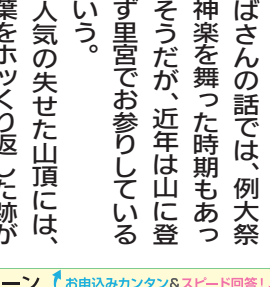 ばさんの話では、例大祭
神楽を舞った時期もあっ
そうだが、近年は山に登
ず里宮でお参りしている
いう。
人気の失せた山頂には、
葉をホッくり返した跡が
ーン
お申込みカンタン&スピード回答！